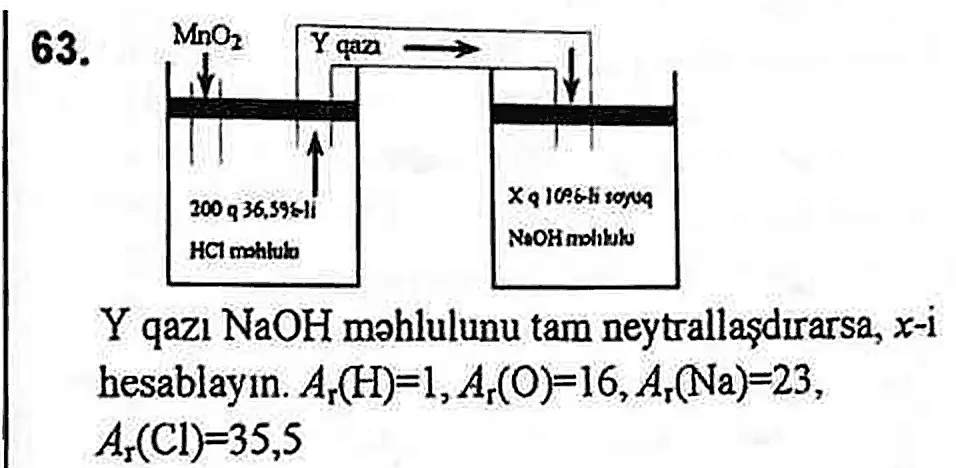 63.
MnO₂
Y qazı
200 q 36,5%-li
HCl məhlulu
X q 10%-li soyuq
NaOH məhlulu
Y qazı NaOH məhlulunu tam neytrallaşdırarsa, x-i
hesablayın. Aᵣ(H)=1, Aᵣ(O)=16, Aᵣ(Na)=23,
Aᵣ(Cl)=35,5